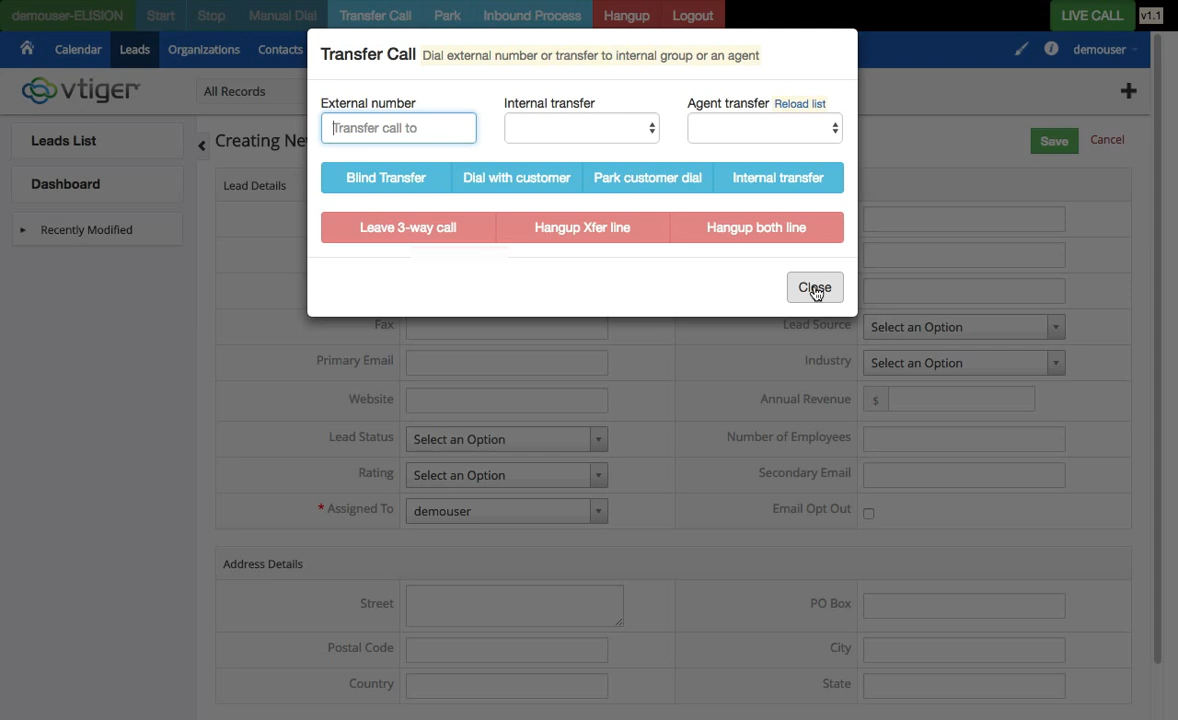 demouser-ELISION Start Stop Manual Dial Transfer Call Park Inbound Process Hangup Logout LIVE CALL v1.1
Calendar Leads Organizations Contacts demouser
Transfer Call Dial external number or transfer to internal group or an agent
vtiger All Records
External number Internal transfer Agent transfer Reload list
Transfer call to
Leads List Creating Ne Save Cancel
Blind Transfer Dial with customer Park customer dial Internal transfer
Dashboard Lead Details
Leave 3-way call Hangup Xfer line Hangup both line
Recently Modified
Close
Fax Lead Source Select an Option
Primary Email Industry Select an Option
Website Annual Revenue $
Lead Status Select an Option Number of Employees
Rating Select an Option Secondary Email
* Assigned To demouser Email Opt Out
Address Details
Street PO Box
Postal Code City
Country State